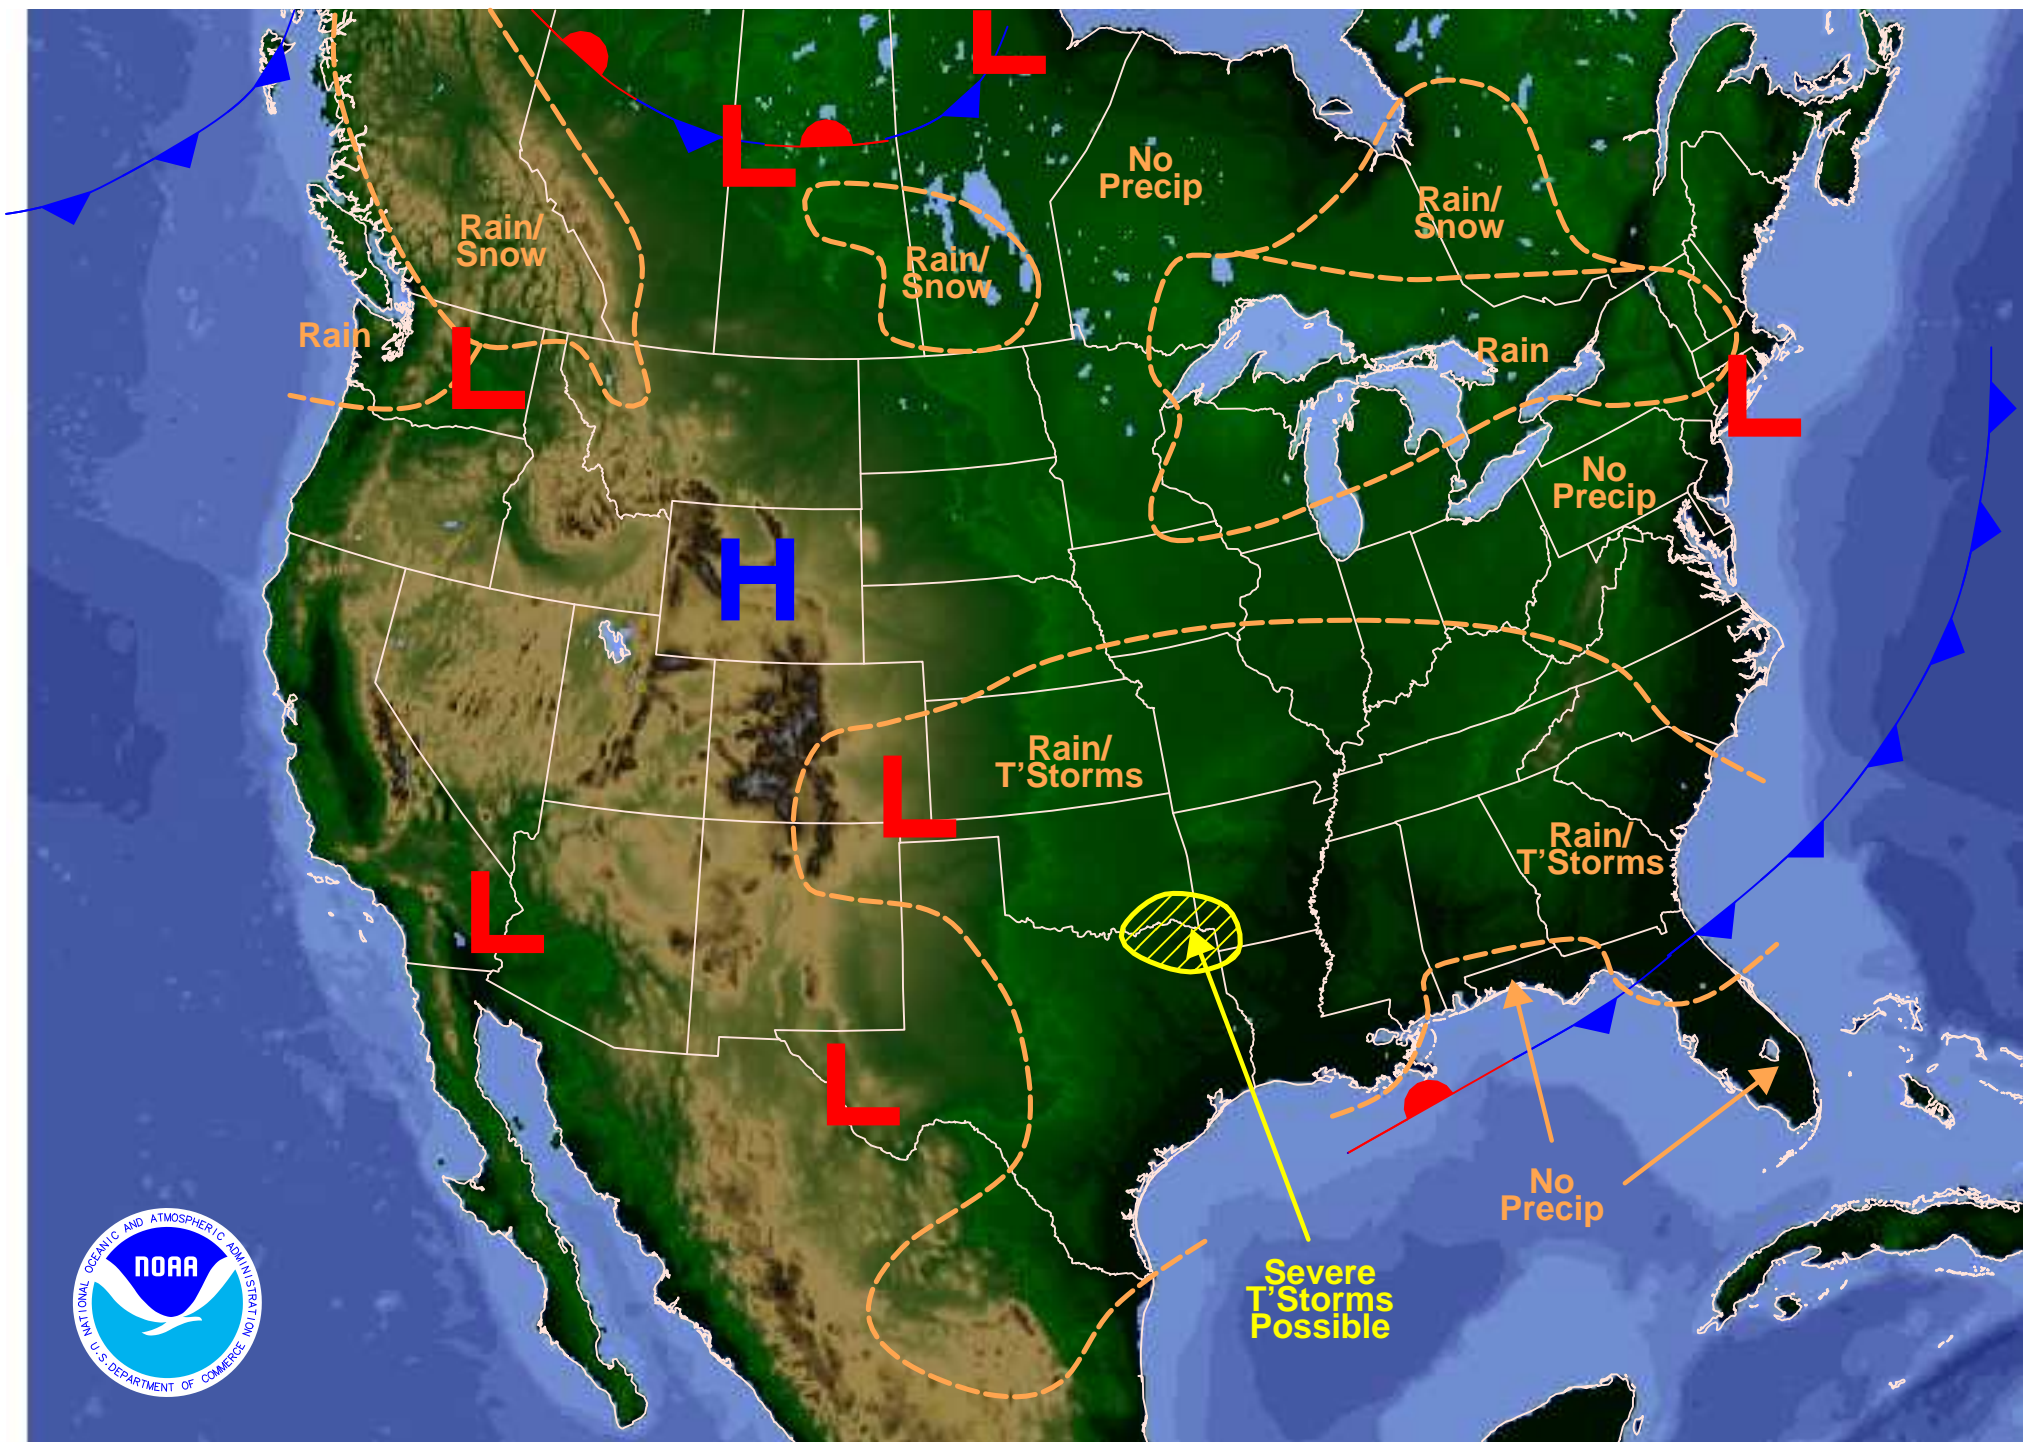 L
L
No
Precip
Rain/
Snow
Rain/
Snow
Rain/
Snow
Rain
L
Rain
L
No
Precip
H
Rain/
T'Storms
L
Rain/
T'Storms
L
L
No
Precip
Severe
T'Storms
Possible
NATIONAL OCEANIC AND ATMOSPHERIC ADMINISTRATION
NOAA
U.S. DEPARTMENT OF COMMERCE